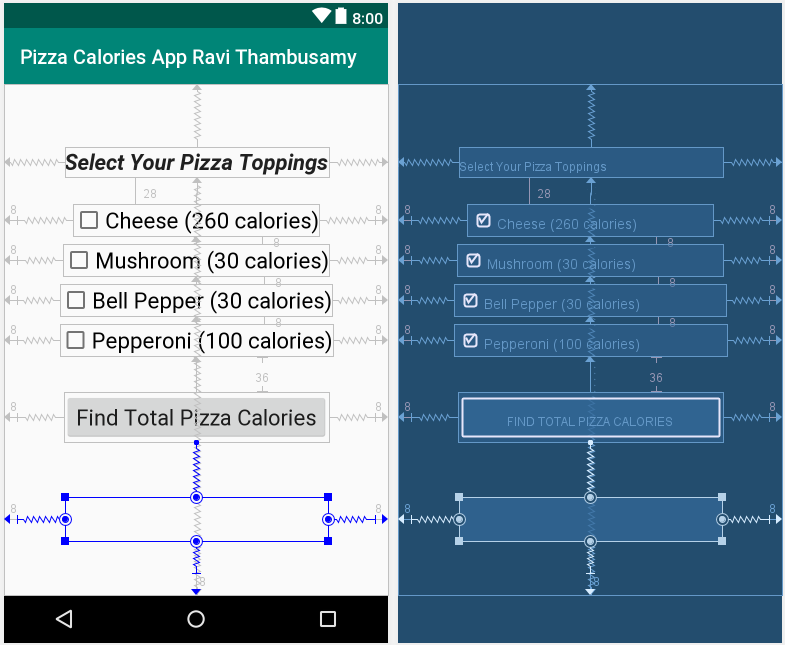 8:00
Pizza Calories App Ravi Thambusamy
Select Your Pizza Toppings
28
8 Cheese (260 calories) 8
8
8 Mushroom (30 calories) 8
8
8 Bell Pepper (30 calories) 8
8
8 Pepperoni (100 calories) 8
36
8 Find Total Pizza Calories 8
8 8
8
Select Your Pizza Toppings
28
8 Cheese (260 calories) 8
8
8 Mushroom (30 calories) 8
8
8 Bell Pepper (30 calories) 8
8
8 Pepperoni (100 calories) 8
36
8 FIND TOTAL PIZZA CALORIES 8
8 8
8